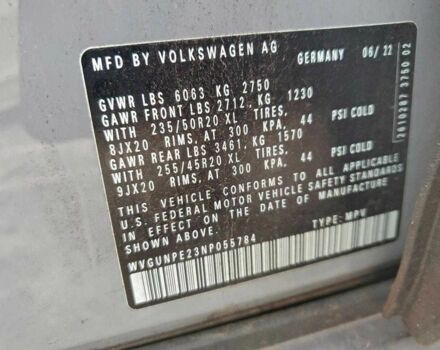 MFD BY VOLKSWAGEN AG GERMANY 06/22
GVWR LBS 6063 KG 2750
GAWR FRONT LBS 2712, KG 1230
WITH 235/50R20 XL TIRES,
8JX20 RIMS, AT 300 KPA, 44 PSI COLD
GAWR REAR LBS 3461, KG 1570
WITH 255/45R20 XL TIRES,
9JX20 RIMS, AT 300 KPA, 44 PSI COLD
THIS VEHICLE CONFORMS TO ALL APPLICABLE
U.S. FEDERAL MOTOR VEHICLE SAFETY STANDARDS
IN EFFECT ON THE DATE OF MANUFACTURE
SHOWN ABOVE.
WVGUNPE23NP055784 TYPE: MPV
2610287 3750 02